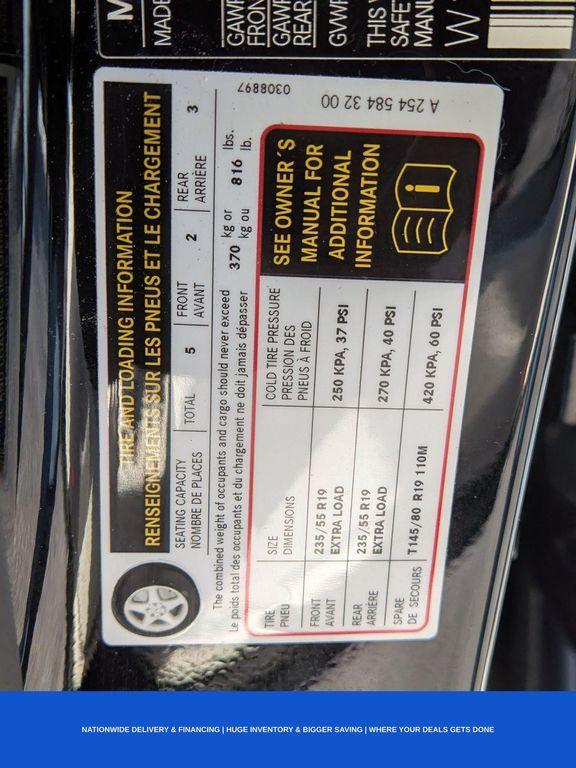 M
MADE
GAWR
FRON
GAWR
REAR
GVWR
THIS
SAFE
MANU
W
TIRE AND LOADING INFORMATION
RENSEIGNEMENTS SUR LES PNEUS ET LE CHARGEMENT
SEATING CAPACITY
NOMBRE DE PLACES
TOTAL 5
FRONT
AVANT
2
REAR
ARRIÈRE
3
The combined weight of occupants and cargo should never exceed 370 kg or 816 lbs.
Le poids total des occupants et du chargement ne doit jamais dépasser kg ou lb.
TIRE
PNEU
SIZE
DIMENSIONS
COLD TIRE PRESSURE
PRESSION DES
PNEUS À FROID
FRONT
AVANT
235/55 R19
EXTRA LOAD
250 KPA, 37 PSI
REAR
ARRIÈRE
235/55 R19
EXTRA LOAD
270 KPA, 40 PSI
SPARE
DE SECOURS
T145/80 R19 110M
420 KPA, 60 PSI
SEE OWNER´S
MANUAL FOR
ADDITIONAL
INFORMATION
0308897
A 254 584 32 00
NATIONWIDE DELIVERY & FINANCING | HUGE INVENTORY & BIGGER SAVING | WHERE YOUR DEALS GETS DONE